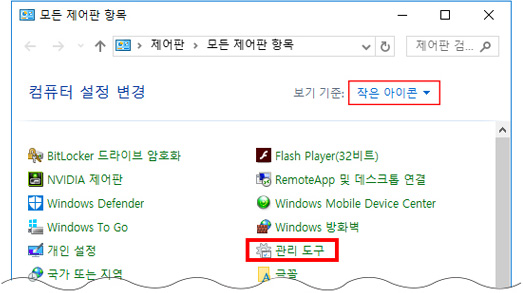 모든 제어판 항목
제어판 모든 제어판 항목 제어판 검...
컴퓨터 설정 변경 보기 기준: 작은 아이콘
BitLocker 드라이브 암호화 Flash Player(32비트)
NVIDIA 제어판 RemoteApp 및 데스크톱 연결
Windows Defender Windows Mobile Device Center
Windows To Go Windows 방화벽
개인 설정 관리 도구
국가 또는 지역 글꼴